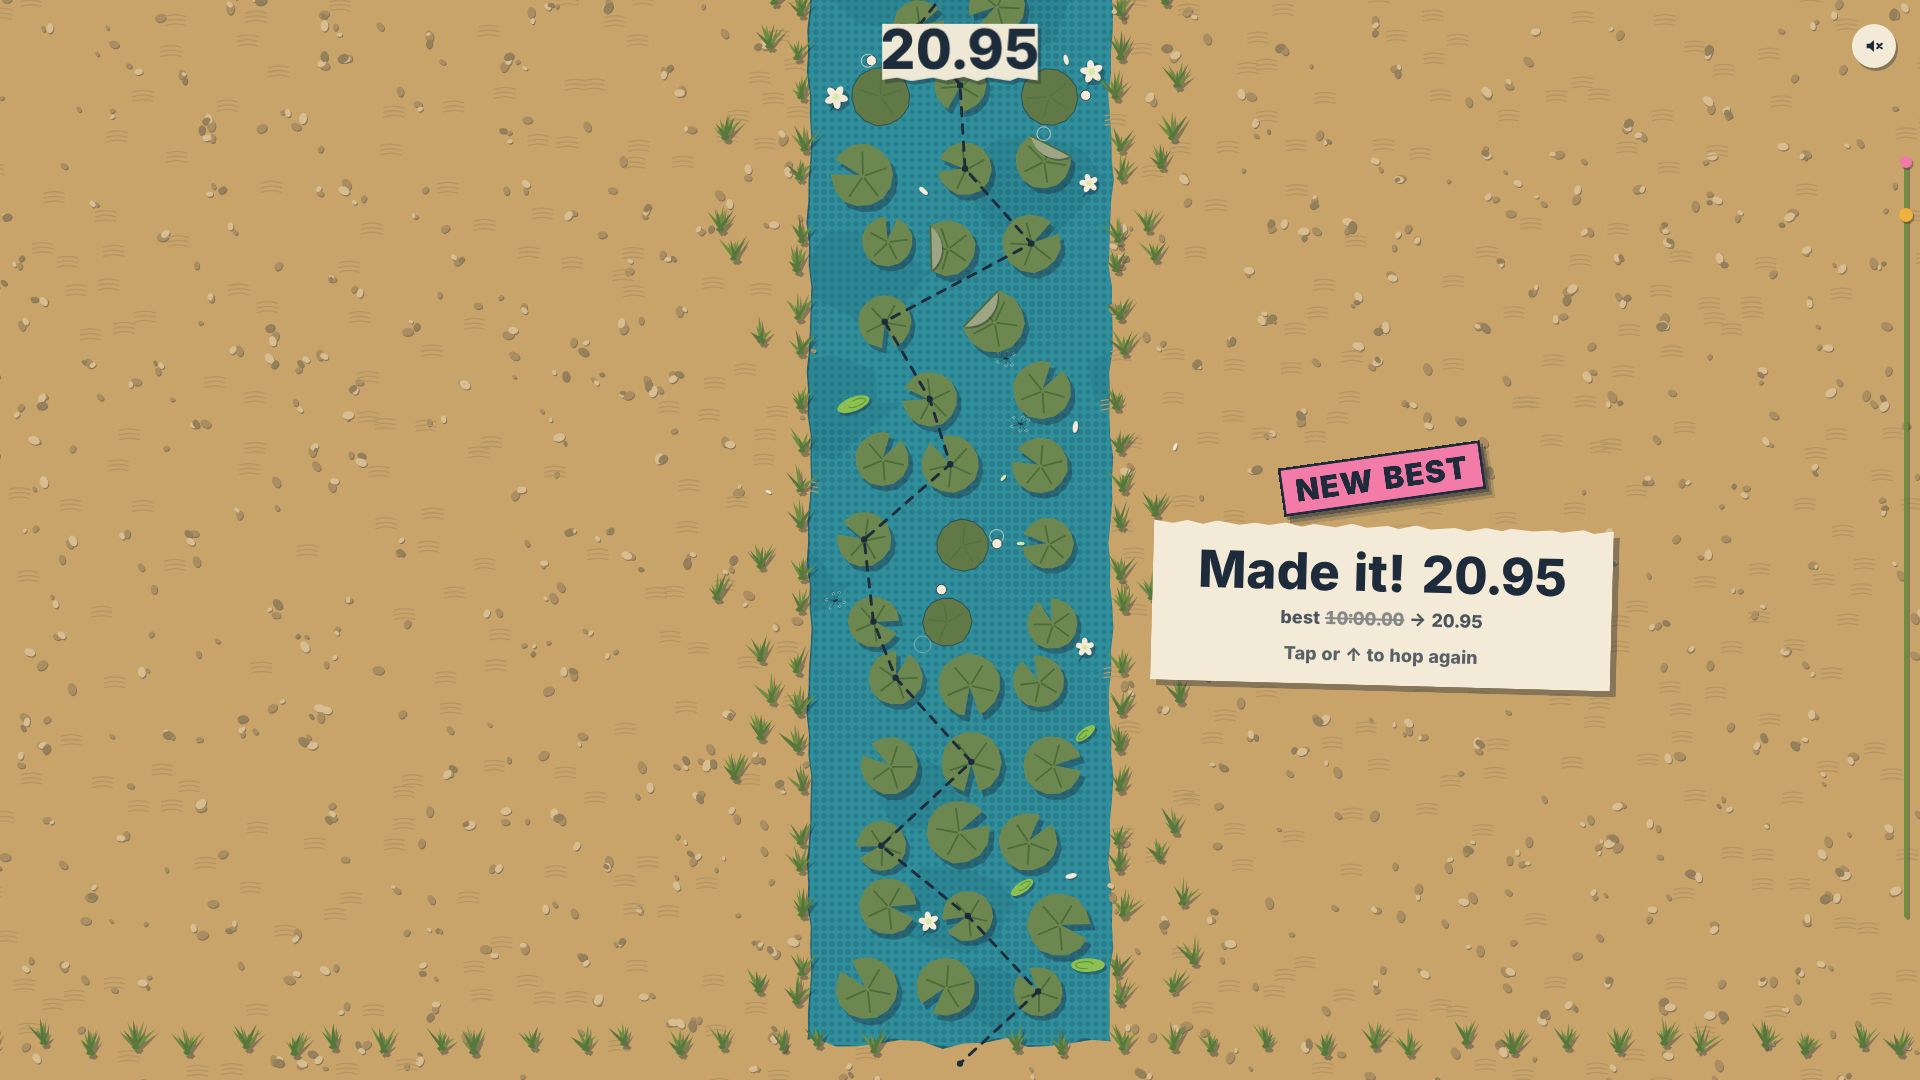 20.95
NEW BEST
Made it! 20.95
best 10:00.00 → 20.95
Tap or ↑ to hop again